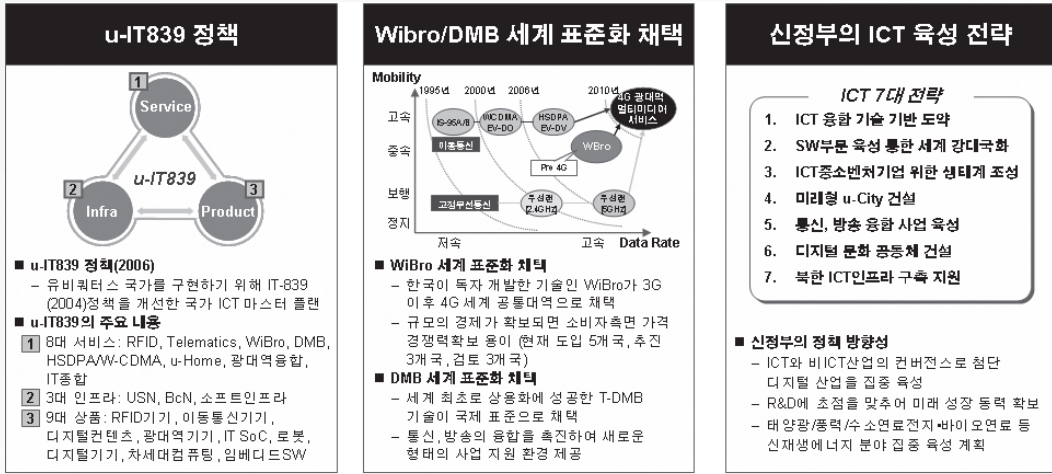 u-IT839 정책
1
Service
u-IT839
2
Infra
3
Product
■ u-IT839 정책(2006)
– 유비쿼터스 국가를 구현하기 위해 IT-839
(2004)정책을 개선한 국가 ICT 마스터 플랜
■ u-IT839의 주요 내용
1 8대 서비스: RFID, Telematics, WiBro, DMB,
HSDPA/W-CDMA, u-Home, 광대역융합,
IT종합
2 3대 인프라: USN, BcN, 소프트인프라
3 9대 상품: RFID기기, 이동통신기기,
디지털컨텐츠, 광대역기기, IT SoC, 로봇,
디지털기기, 차세대컴퓨팅, 임베디드SW
Wibro/DMB 세계 표준화 채택
Mobility
1995년 2000년 2006년 2010년
고속
중속
보행
정지
IS-95A/B
WCDMA
EV-DO
HSDPA
EV-DV
4G 광대역
멀티미디어
서비스
이동통신
WBro
Pre 4G
고정무선통신
무선랜
(2.4GHz)
무선랜
(5GHz)
저속 고속 Data Rate
■ WiBro 세계 표준화 채택
– 한국이 독자 개발한 기술인 WiBro가 3G
이후 4G 세계 공통대역으로 채택
– 규모의 경제가 확보되면 소비자측면 가격
경쟁력확보 용이 (현재 도입 5개국, 추진
3개국, 검토 3개국)
■ DMB 세계 표준화 채택
– 세계 최초로 상용화에 성공한 T-DMB
기술이 국제 표준으로 채택
– 통신, 방송의 융합을 촉진하여 새로운
형태의 사업 지원 환경 제공
신정부의 ICT 육성 전략
ICT 7대 전략
1. ICT 융합 기술 기반 도약
2. SW부문 육성 통한 세계 강대국화
3. ICT중소벤처기업 위한 생태계 조성
4. 미래형 u-City 건설
5. 통신, 방송 융합 사업 육성
6. 디지털 문화 공동체 건설
7. 북한 ICT인프라 구축 지원
■ 신정부의 정책 방향성
– ICT와 비ICT산업의 컨버전스로 첨단
디지털 산업을 집중 육성
– R&D에 초점을 맞추어 미래 성장 동력 확보
– 태양광/풍력/수소연료전지•바이오연료 등
신재생에너지 분야 집중 육성 계획